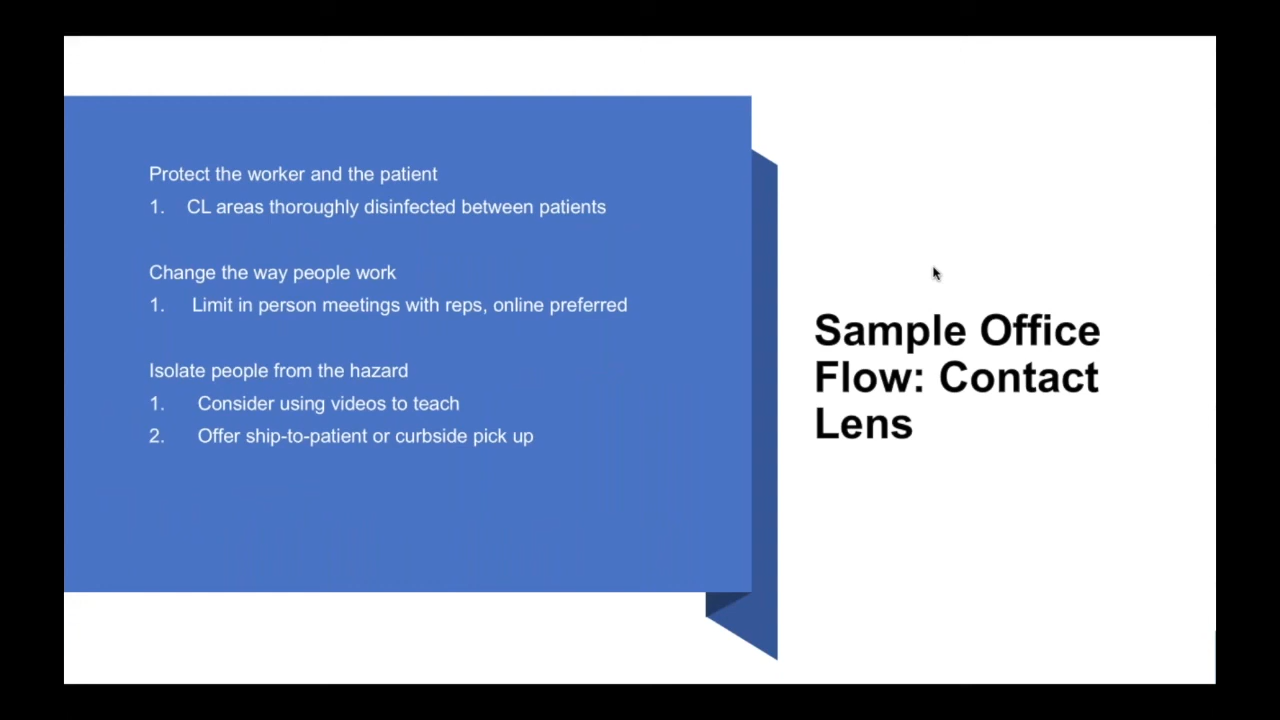 Protect the worker and the patient
1. CL areas thoroughly disinfected between patients
Change the way people work
1. Limit in person meetings with reps, online preferred
Isolate people from the hazard
1. Consider using videos to teach
2. Offer ship-to-patient or curbside pick up
Sample Office
Flow: Contact
Lens